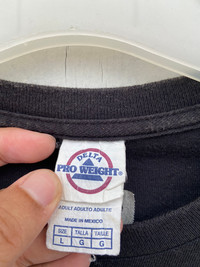 DELTA
PRO WEIGHT
ADULT ADULTO ADULTE
MADE IN MEXICO
SIZE TALLA TAILLE
L G G